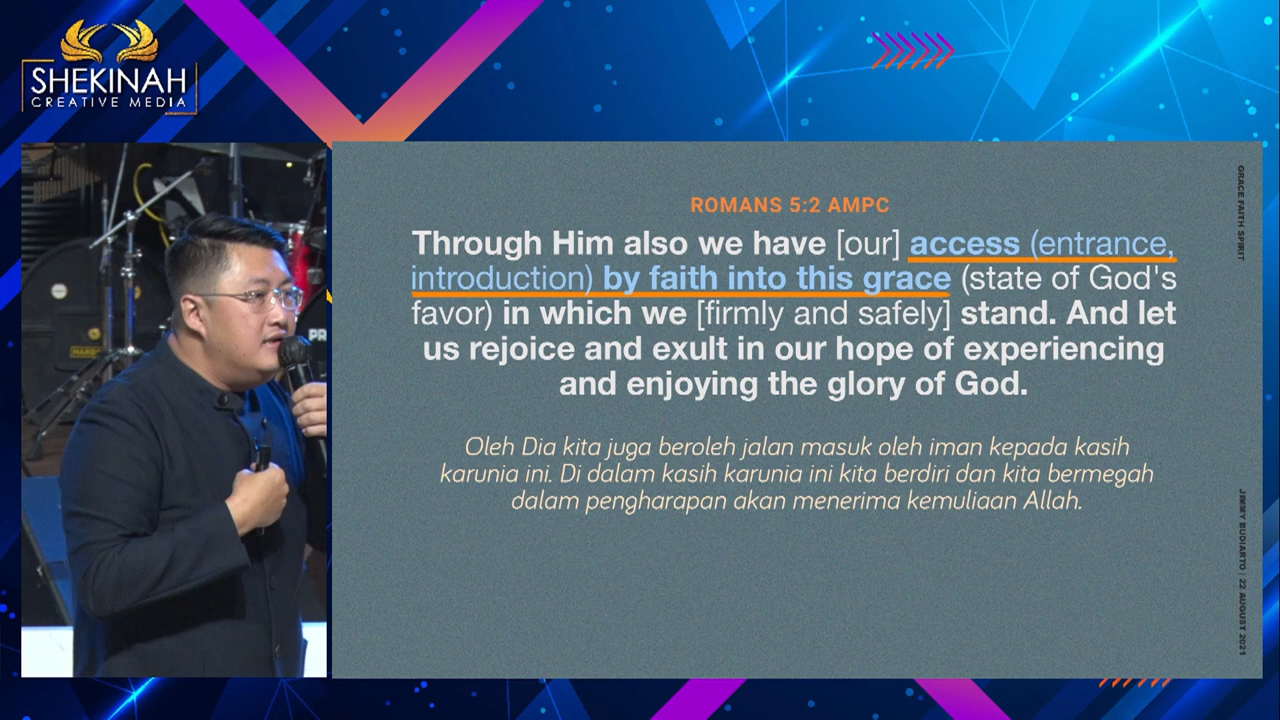 SHEKINAH
CREATIVE MEDIA
ROMANS 5:2 AMPC
Through Him also we have [our] access (entrance,
introduction) by faith into this grace (state of God's
favor) in which we [firmly and safely] stand. And let
us rejoice and exult in our hope of experiencing
and enjoying the glory of God.
Oleh Dia kita juga beroleh jalan masuk oleh iman kepada kasih
karunia ini. Di dalam kasih karunia ini kita berdiri dan kita bermegah
dalam pengharapan akan menerima kemuliaan Allah.
GRACE FAITH SPIRIT
JIMMY BUDIARTO | 22 AUGUST 2021